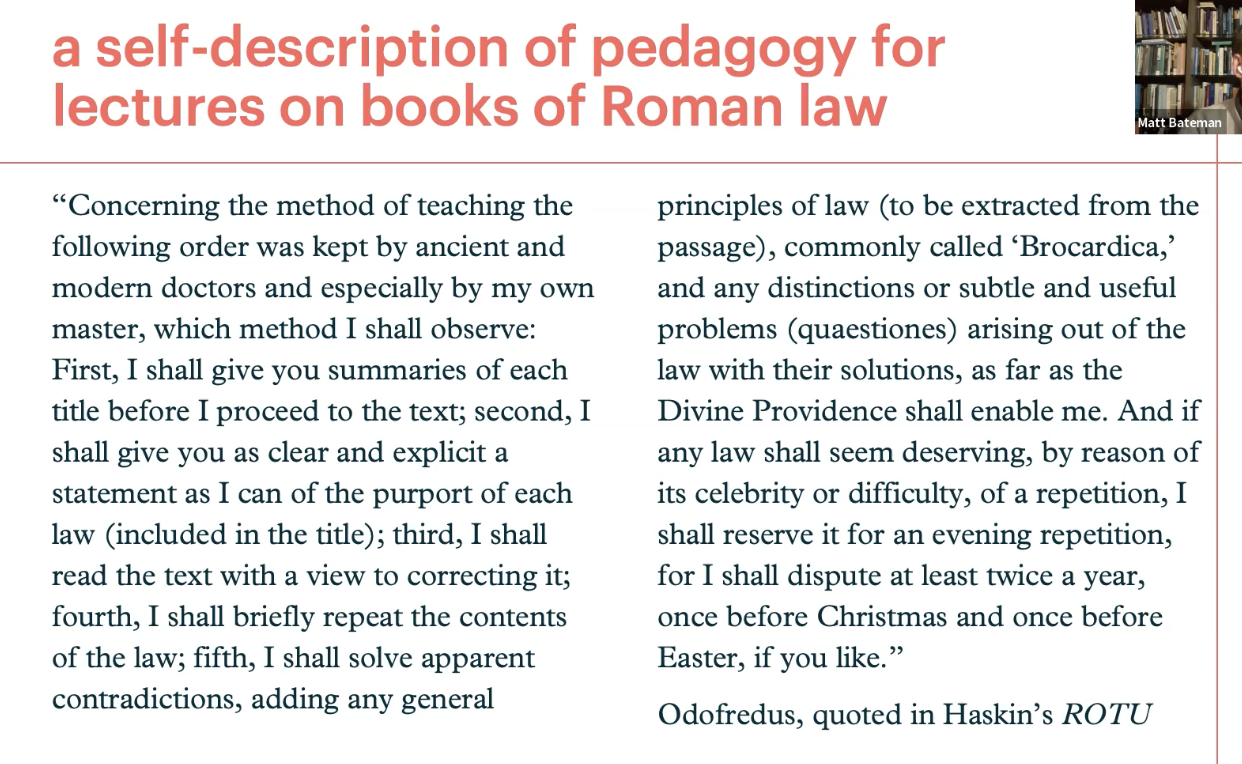 a self-description of pedagogy for
lectures on books of Roman law
Matt Bateman
“Concerning the method of teaching the
following order was kept by ancient and
modern doctors and especially by my own
master, which method I shall observe:
First, I shall give you summaries of each
title before I proceed to the text; second, I
shall give you as clear and explicit a
statement as I can of the purport of each
law (included in the title); third, I shall
read the text with a view to correcting it;
fourth, I shall briefly repeat the contents
of the law; fifth, I shall solve apparent
contradictions, adding any general
principles of law (to be extracted from the
passage), commonly called ‘Brocardica,’
and any distinctions or subtle and useful
problems (quaestiones) arising out of the
law with their solutions, as far as the
Divine Providence shall enable me. And if
any law shall seem deserving, by reason of
its celebrity or difficulty, of a repetition, I
shall reserve it for an evening repetition,
for I shall dispute at least twice a year,
once before Christmas and once before
Easter, if you like.”
Odofredus, quoted in Haskin’s ROTU